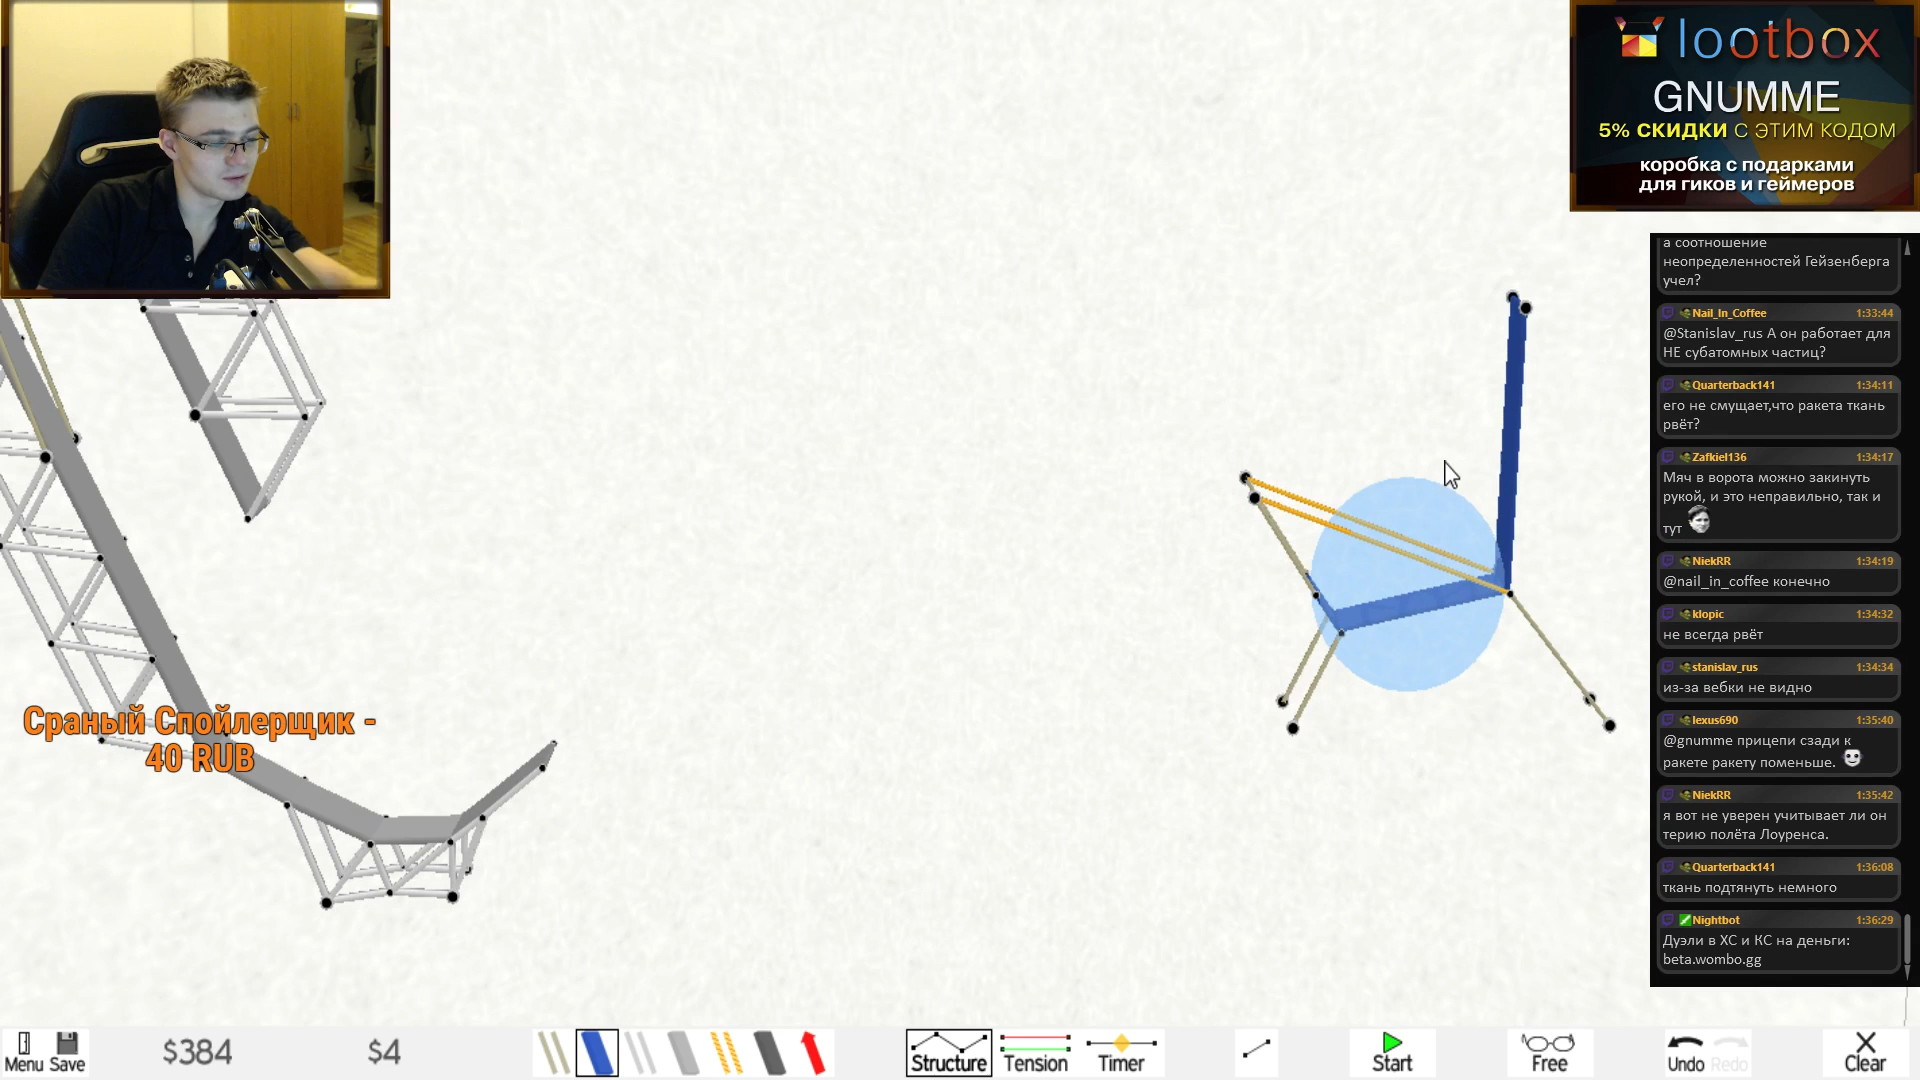 lootbox
GNUMME
5% СКИДКИ С ЭТИМ КОДОМ
коробка с подарками
для гиков и геймеров
а соотношение
неопределенностей Гейзенберга
учел?
Nail_In_Coffee 1:33:44
@Stanislav_rus А он работает для
НЕ субатомных частиц?
Quarterback141 1:34:11
его не смущает,что ракета ткань
рвёт?
Zafkiel136 1:34:17
Мяч в ворота можно закинуть
рукой, и это неправильно, так и
тут
NiekRR 1:34:19
@nail_in_coffee конечно
klopic 1:34:32
не всегда рвёт
stanislav_rus 1:34:34
из-за вебки не видно
lexus690 1:35:40
@gnumme прицепи сзади к
ракете ракету поменьше.
NiekRR 1:35:42
я вот не уверен учитывает ли он
терию полёта Лоуренса.
Quarterback141 1:36:08
ткань подтянуть немного
Nightbot 1:36:29
Дуэли в ХС и КС на деньги:
beta.wombo.gg
Сраный Спойлерщик -
40 RUB
Menu Save $384 $4 Structure Tension Timer Start Free Undo Redo Clear